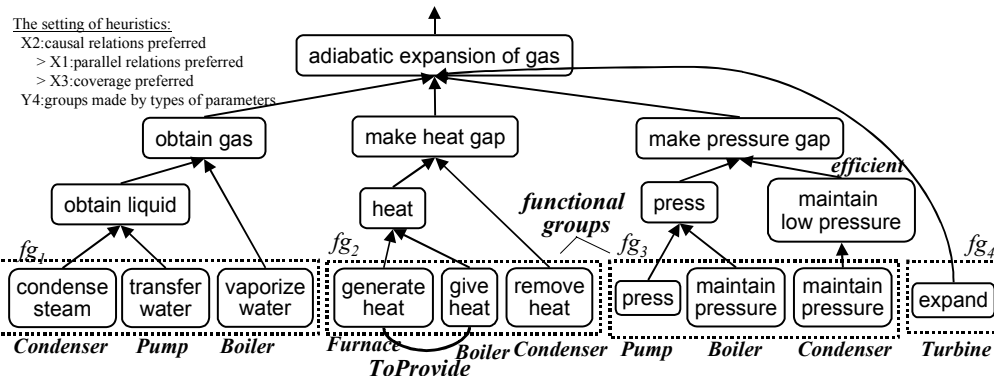 The setting of heuristics:
X2:causal relations preferred
> X1:parallel relations preferred
> X3:coverage preferred
Y4:groups made by types of parameters
adiabatic expansion of gas
obtain gas
make heat gap
make pressure gap
efficient
obtain liquid
heat
functional
groups
press
maintain
low pressure
fg1
fg2
fg3
fg4
condense
steam
transfer
water
vaporize
water
generate
heat
give
heat
remove
heat
press
maintain
pressure
maintain
pressure
expand
Condenser
Pump
Boiler
Furnace
Boiler
Condenser
Pump
Boiler
Condenser
Turbine
ToProvide